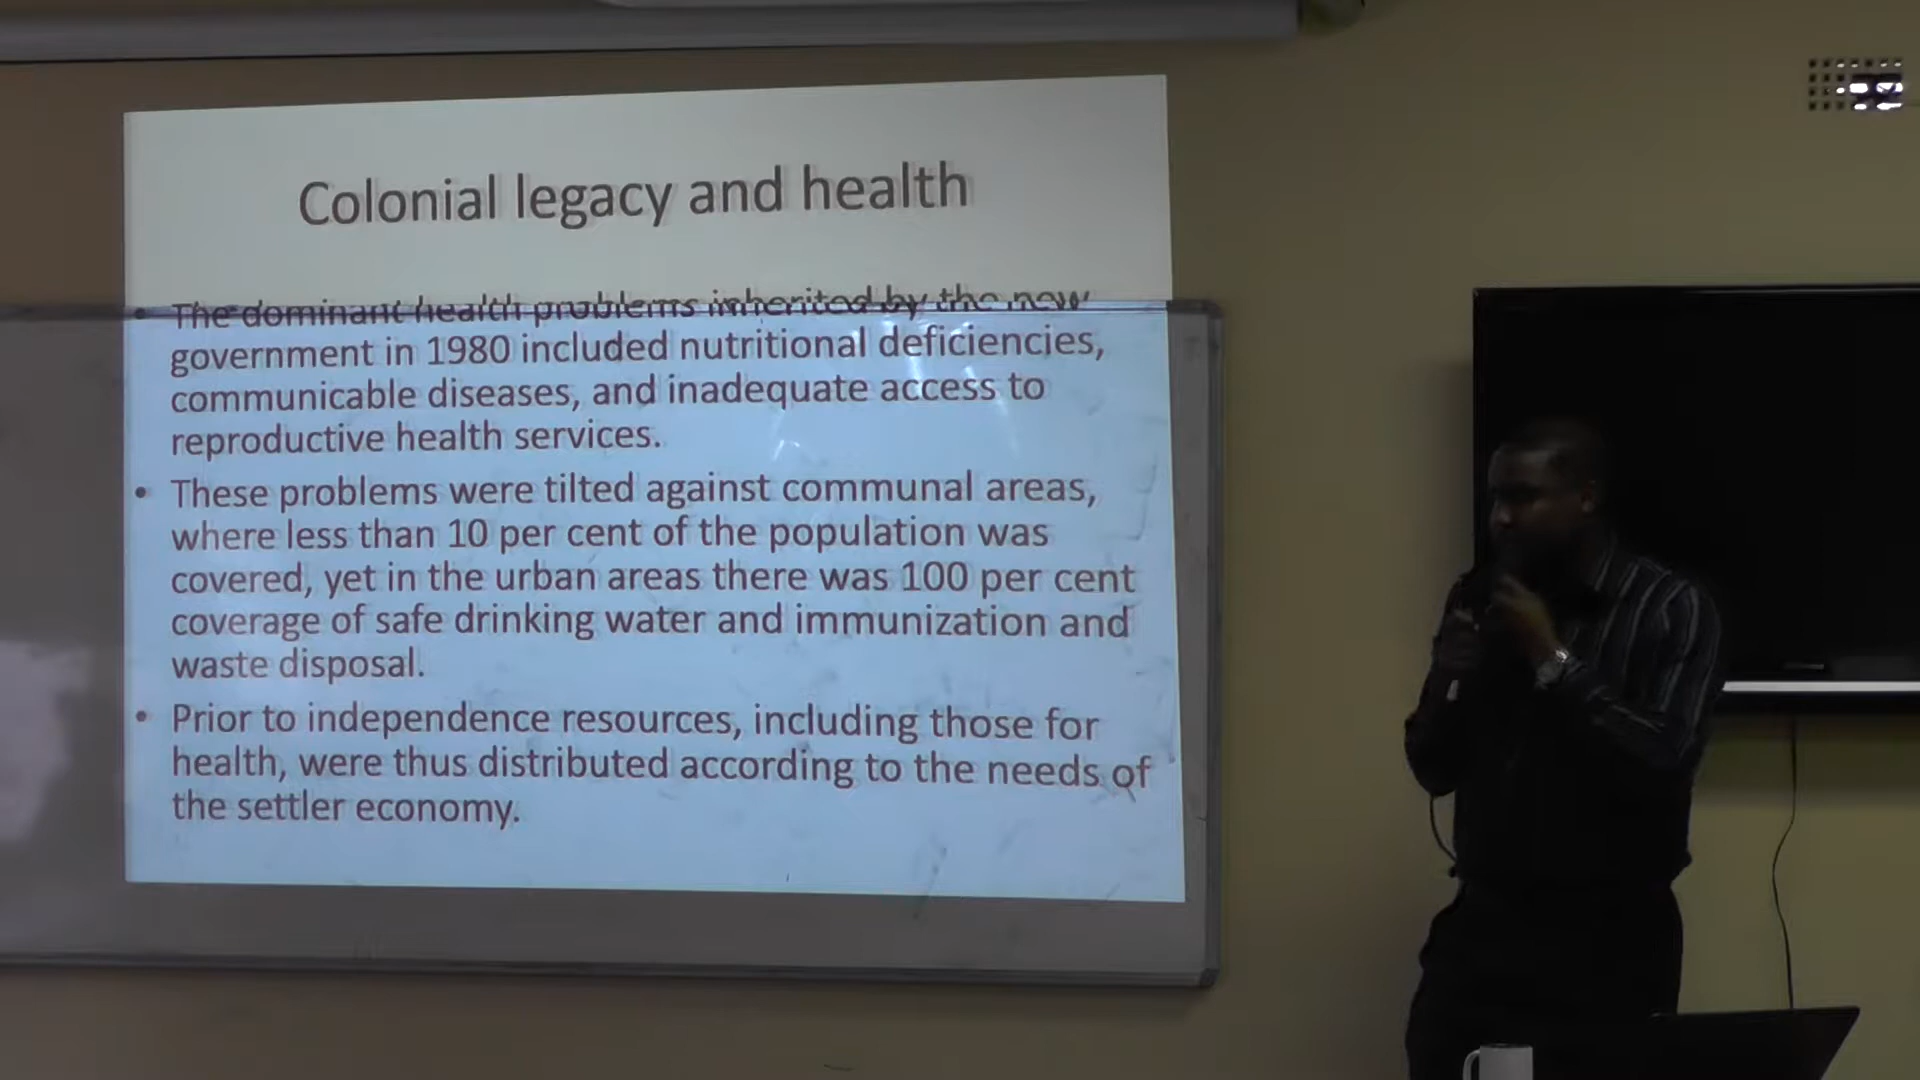 Colonial legacy and health
• The dominant health problems inherited by the new
government in 1980 included nutritional deficiencies,
communicable diseases, and inadequate access to
reproductive health services.
• These problems were tilted against communal areas,
where less than 10 per cent of the population was
covered, yet in the urban areas there was 100 per cent
coverage of safe drinking water and immunization and
waste disposal.
• Prior to independence resources, including those for
health, were thus distributed according to the needs of
the settler economy.